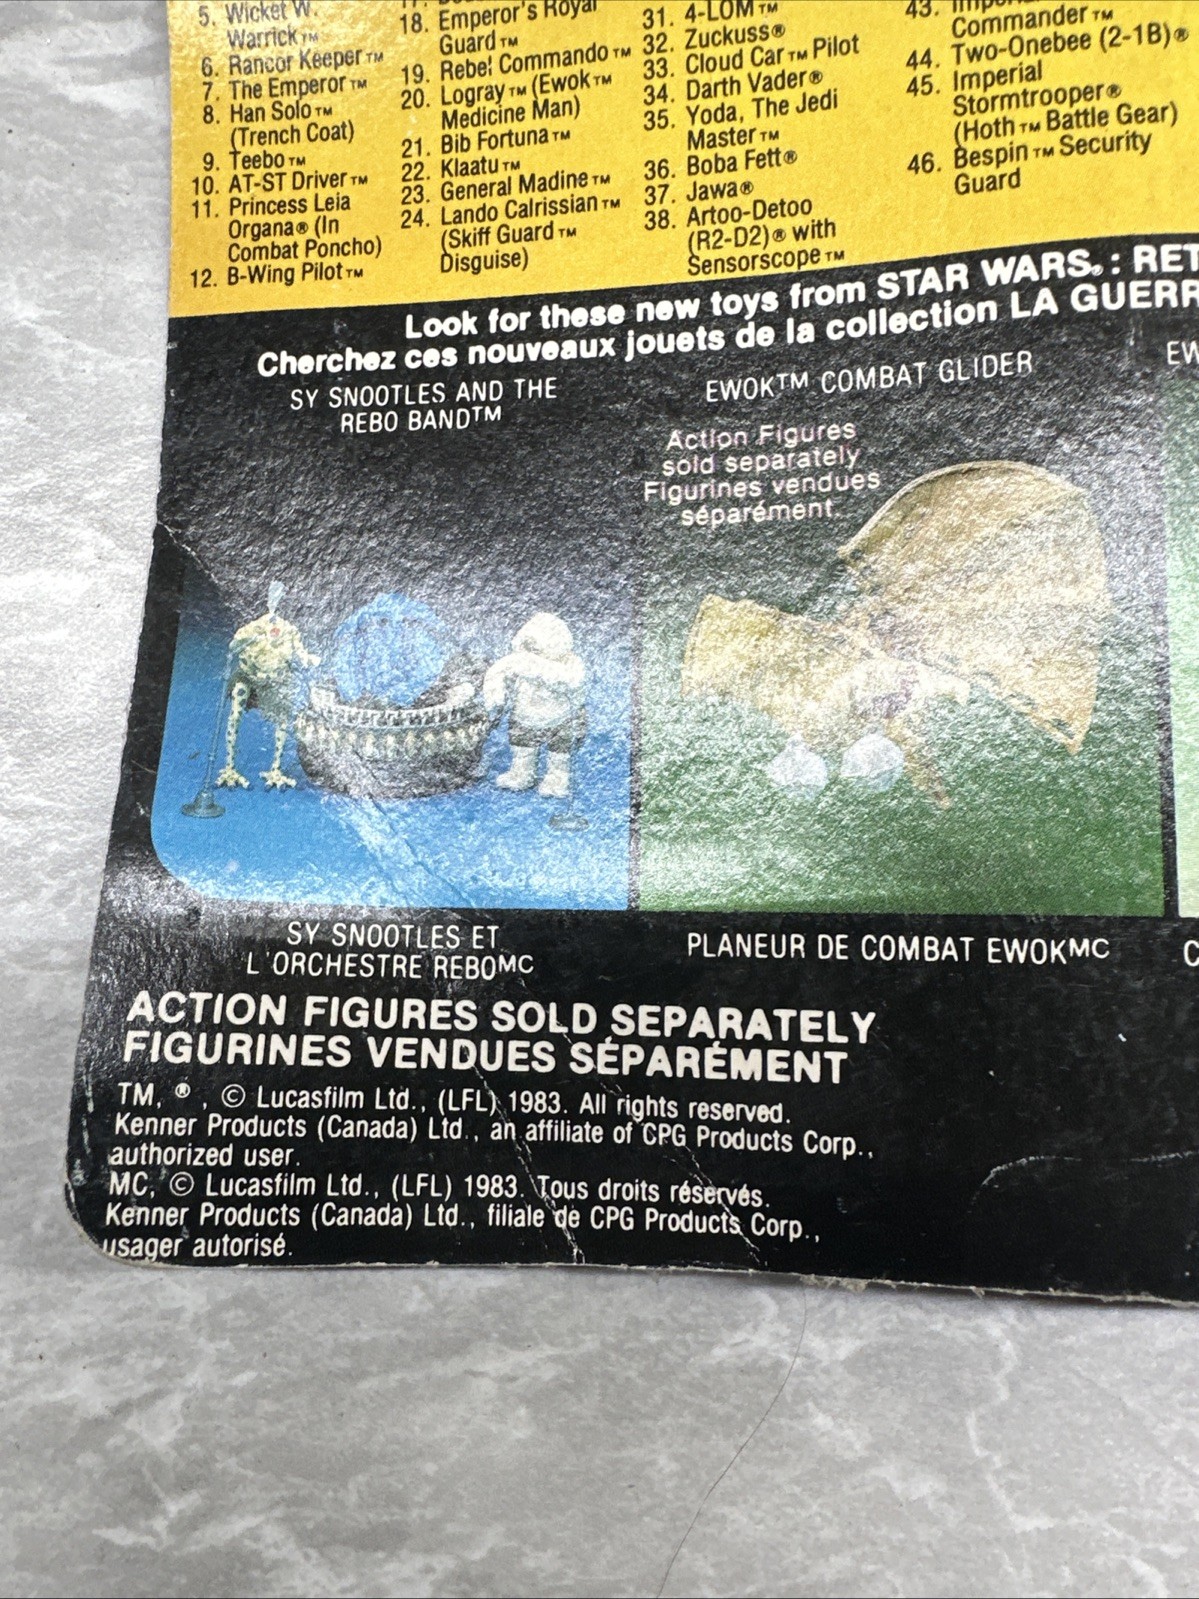 5. Wicket W.
Warrick™
6. Rancor Keeper™
7. The Emperor™
8. Han Solo™
(Trench Coat)
9. Teebo™
10. AT-ST Driver™
11. Princess Leia
Organa® (In
Combat Poncho)
12. B-Wing Pilot™
18. Emperor's Royal
Guard™
19. Rebel Commando™
20. Logray™ (Ewok™
Medicine Man)
21. Bib Fortuna™
22. Klaatu™
23. General Madine™
24. Lando Calrissian™
(Skiff Guard™
Disguise)
31. 4-LOM™
32. Zuckuss®
33. Cloud Car™ Pilot
34. Darth Vader®
35. Yoda, The Jedi
Master™
36. Boba Fett®
37. Jawa®
38. Artoo-Detoo
(R2-D2)® with
Sensorscope™
43.
Commander™
44. Two-Onebee (2-1B)®
45. Imperial
Stormtrooper®
(Hoth™ Battle Gear)
46. Bespin™ Security
Guard
Look for these new toys from STAR WARS®: RET
Cherchez ces nouveaux jouets de la collection LA GUERR
SY SNOOTLES AND THE
REBO BAND™
EWOK™ COMBAT GLIDER
EW
Action Figures
sold separately
Figurines vendues
séparément.
SY SNOOTLES ET
L'ORCHESTRE REBOMC
PLANEUR DE COMBAT EWOKMC
C
ACTION FIGURES SOLD SEPARATELY
FIGURINES VENDUES SÉPARÉMENT
TM, ®, © Lucasfilm Ltd., (LFL) 1983. All rights reserved.
Kenner Products (Canada) Ltd., an affiliate of CPG Products Corp.,
authorized user.
MC, © Lucasfilm Ltd., (LFL) 1983. Tous droits réservés.
Kenner Products (Canada) Ltd., filiale de CPG Products Corp.,
usager autorisé.